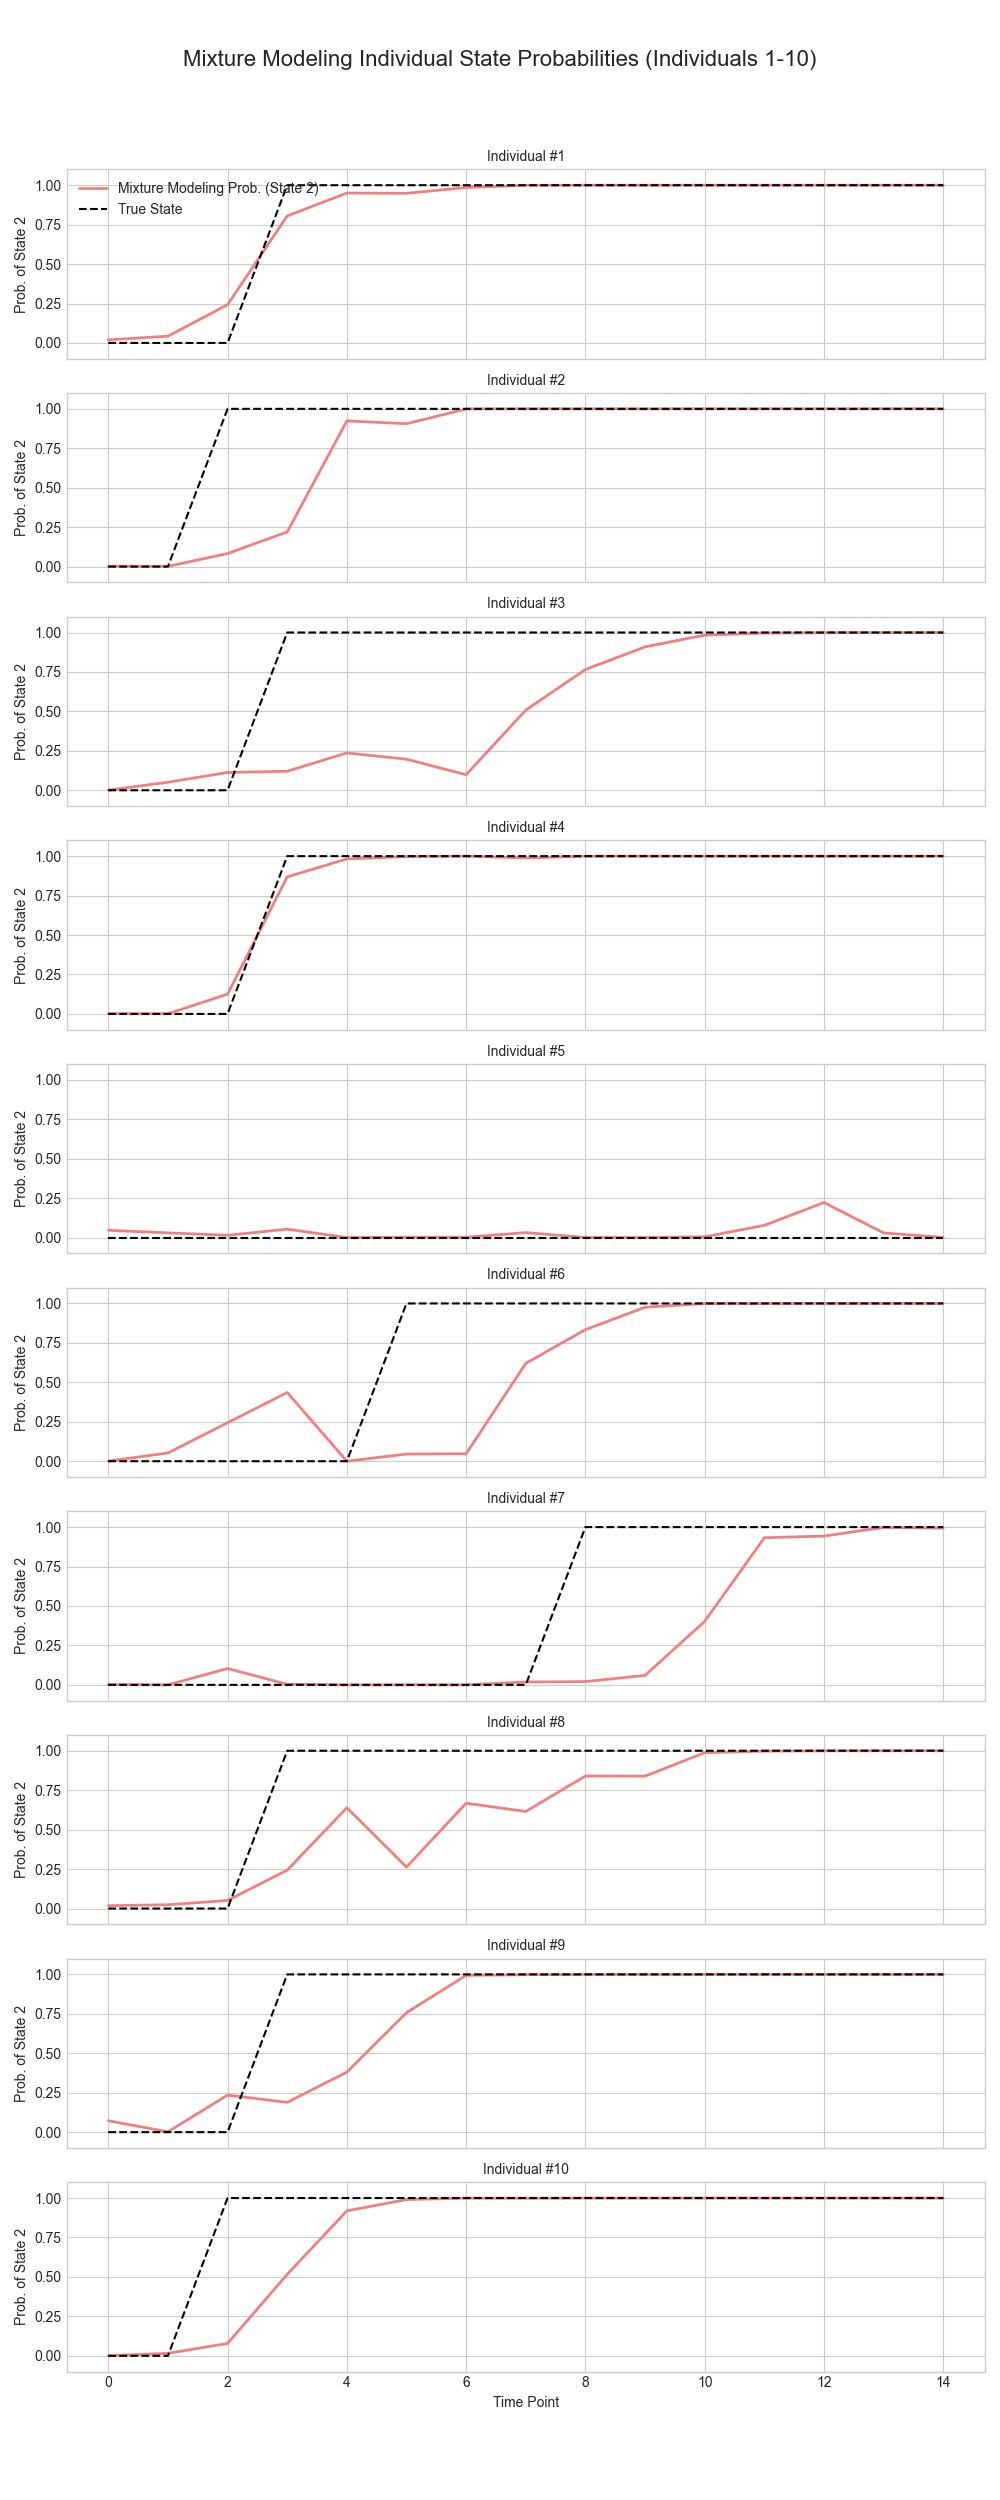 Mixture Modeling Individual State Probabilities (Individuals 1-10)
Individual #1
Mixture Modeling Prob. (State 2)
True State
1.00
0.75
0.50
0.25
0.00
Prob. of State 2
Individual #2
1.00
0.75
0.50
0.25
0.00
Prob. of State 2
Individual #3
1.00
0.75
0.50
0.25
0.00
Prob. of State 2
Individual #4
1.00
0.75
0.50
0.25
0.00
Prob. of State 2
Individual #5
1.00
0.75
0.50
0.25
0.00
Prob. of State 2
Individual #6
1.00
0.75
0.50
0.25
0.00
Prob. of State 2
Individual #7
1.00
0.75
0.50
0.25
0.00
Prob. of State 2
Individual #8
1.00
0.75
0.50
0.25
0.00
Prob. of State 2
Individual #9
1.00
0.75
0.50
0.25
0.00
Prob. of State 2
Individual #10
1.00
0.75
0.50
0.25
0.00
Prob. of State 2
0 2 4 6 8 10 12 14
Time Point